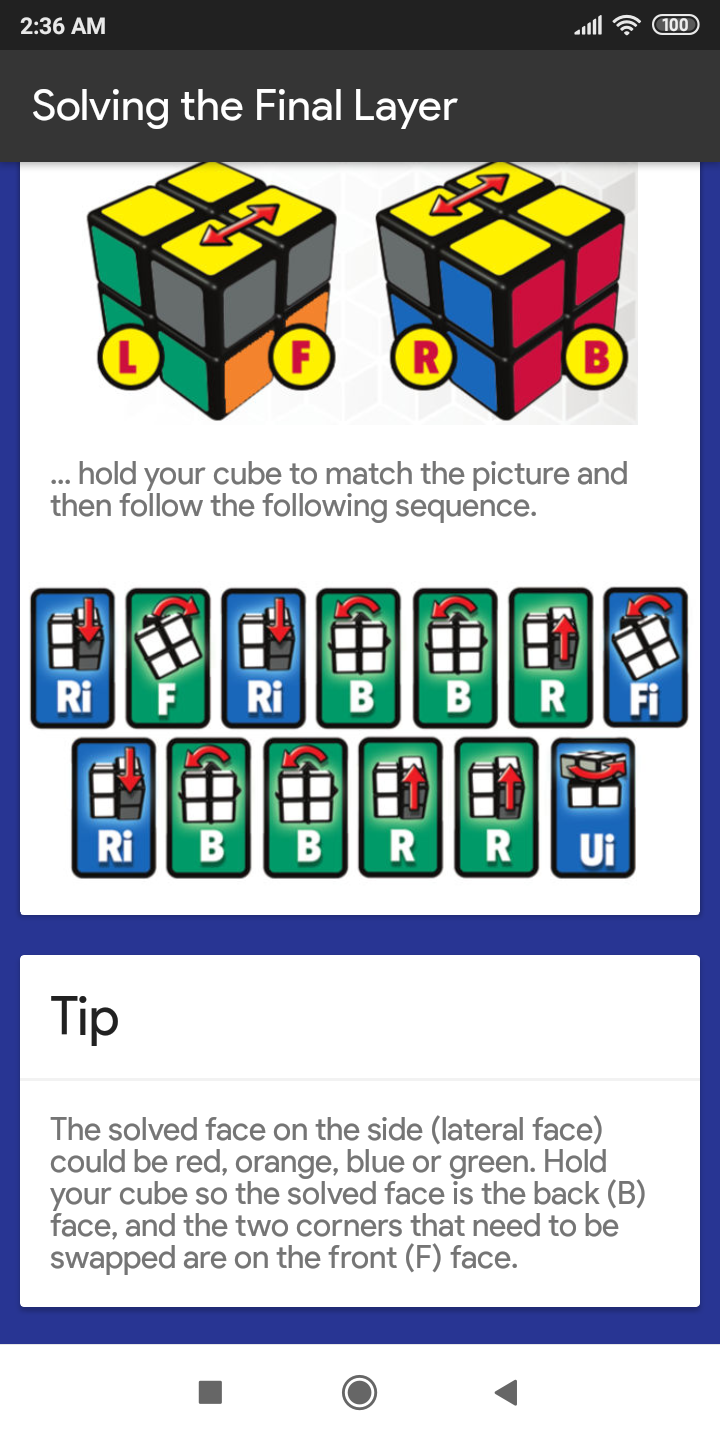 2:36 AM
100
Solving the Final Layer
L F R B
... hold your cube to match the picture and
then follow the following sequence.
Ri F Ri B B R Fi
Ri B B R R Ui
Tip
The solved face on the side (lateral face)
could be red, orange, blue or green. Hold
your cube so the solved face is the back (B)
face, and the two corners that need to be
swapped are on the front (F) face.